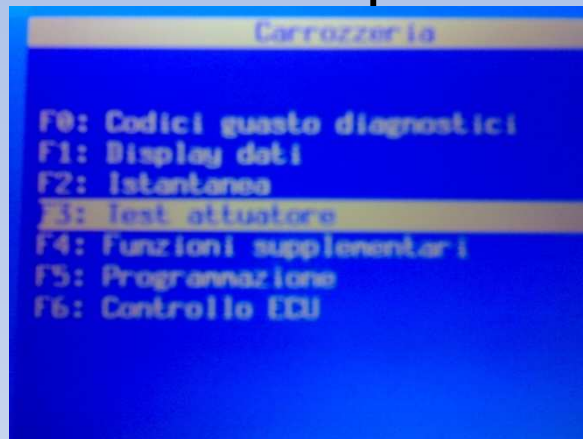 Carrozzeria
F0: Codici guasto diagnostici
F1: Display dati
F2: Istantanea
F3: Test attuatore
F4: Funzioni supplementari
F5: Programmazione
F6: Controllo ECU